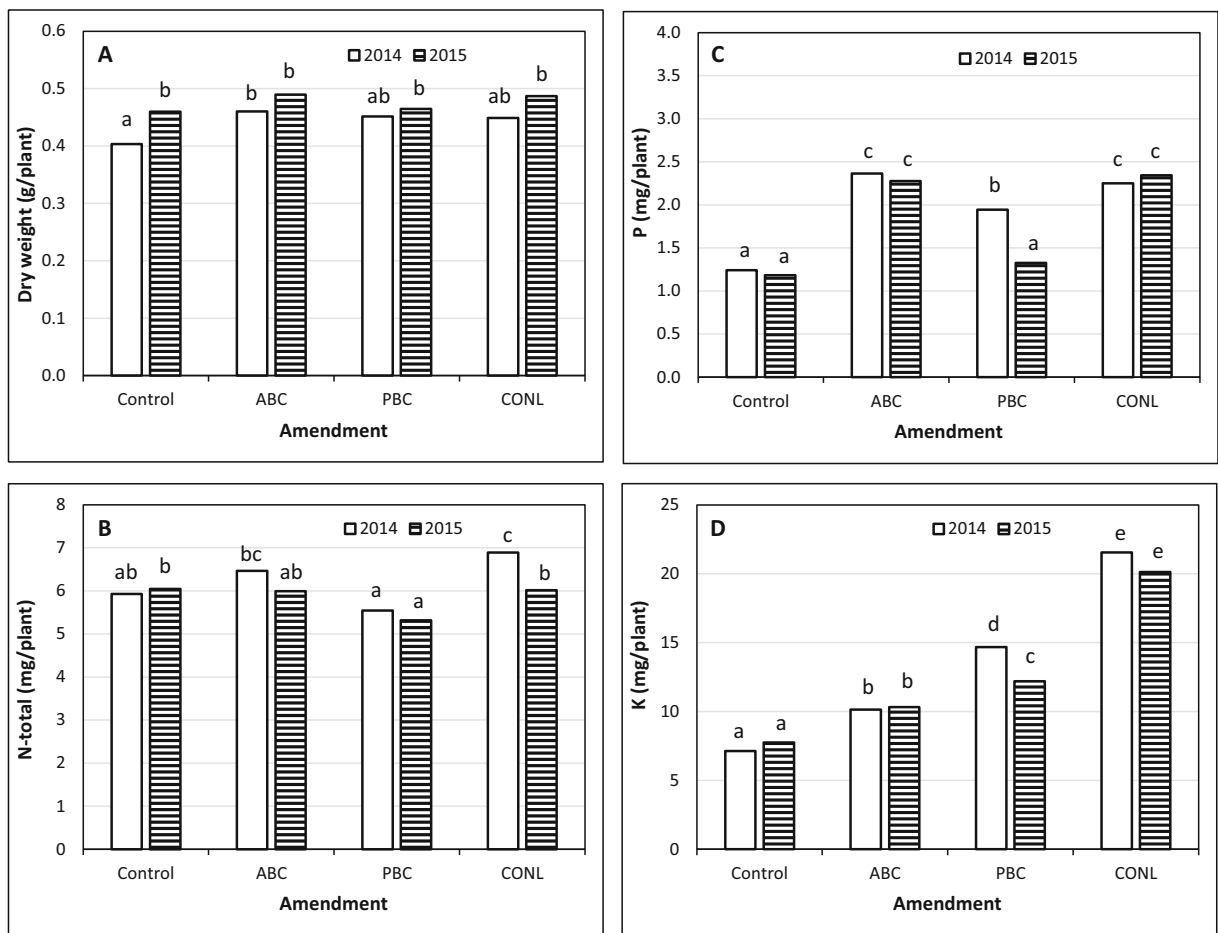 A
2014 2015
0.6
0.5
0.4
0.3
0.2
0.1
0.0
Dry weight (g/plant)
a b b b ab b ab b
Control ABC PBC CONL
Amendment
C
2014 2015
4.0
3.5
3.0
2.5
2.0
1.5
1.0
0.5
0.0
P (mg/plant)
a a c c b a c c
Control ABC PBC CONL
Amendment
B
2014 2015
8
7
6
5
4
3
2
1
0
N-total (mg/plant)
ab b bc ab a a c b
Control ABC PBC CONL
Amendment
D
2014 2015
25
20
15
10
5
0
K (mg/plant)
a a b b d c e e
Control ABC PBC CONL
Amendment